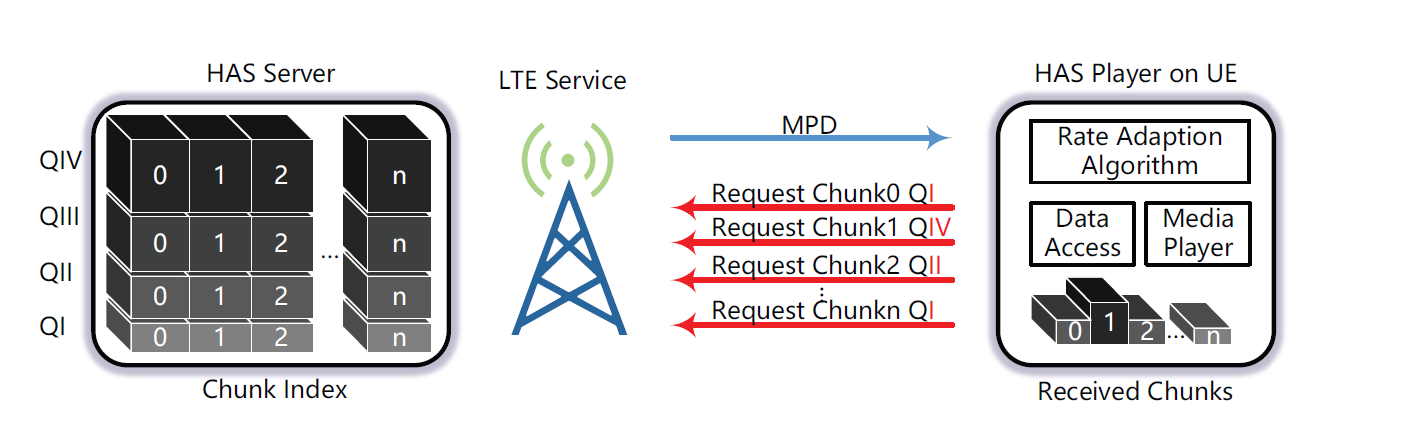 HAS Server
QIV
QIII
QII
QI
0 1 2 n
0 1 2 ... n
0 1 2 n
0 1 2 n
Chunk Index
LTE Service
MPD
Request Chunk0 QI
Request Chunk1 QIV
Request Chunk2 QII
⋮
Request Chunkn QI
HAS Player on UE
Rate Adaption
Algorithm
Data
Access
Media
Player
0 1 2 ... n
Received Chunks